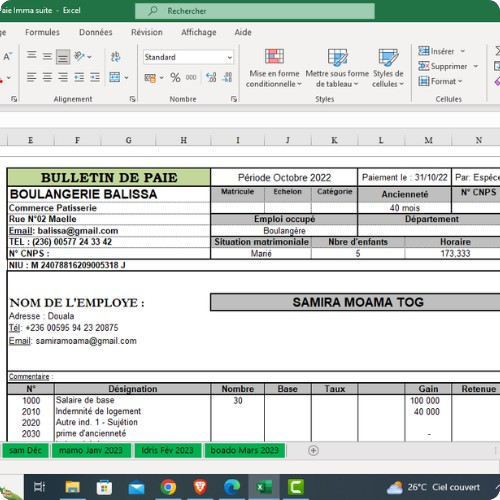 Paie Imma suite - Excel
Rechercher
Formules Données Révision Affichage Aide
Standard
% 000
Mise en forme conditionnelle
Mettre sous forme de tableau
Styles de cellules
Insérer
Supprimer
Format
Alignement Nombre Styles Cellules
E F G H I J K L M N
BULLETIN DE PAIE Période Octobre 2022 Paiement le : 31/10/22 Par: Espèce
BOULANGERIE BALISSA Matricule Echelon Catégorie Ancienneté N° CNPS
Commerce Patisserie 40 mois
Rue N°02 Maelle Emploi occupé Département
Email: balissa@gmail.com Boulangère
TEL : (236) 00577 24 33 42 Situation matrimoniale Nbre d'enfants Horaire
N° CNPS : Marié 5 173,333
NIU : M 24078816209005318 J
NOM DE L'EMPLOYE : SAMIRA MOAMA TOG
Adresse : Douala
Tél: +236 00595 94 23 20875
Email: samiramoama@gmail.com
Commentaire :
N° Désignation Nombre Base Taux Gain Retenue
1000 Salaire de base 30 100 000
2010 Indemnité de logement 40 000
2020 Autre ind. 1 - Sujétion
2030 prime d'ancienneté -
sam Déc mamo Janv 2023 Idris Fév 2023 boado Mars 2023
26°C Ciel couvert